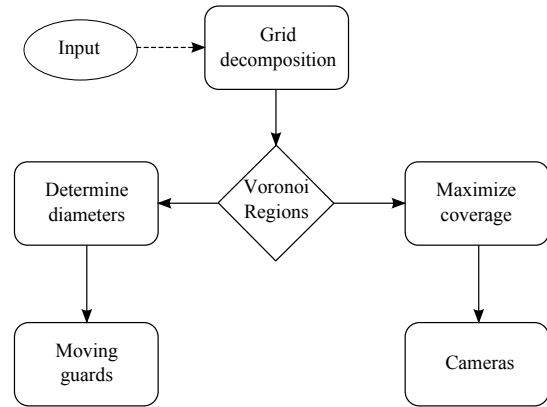 Input
Grid
decomposition
Voronoi
Regions
Determine
diameters
Maximize
coverage
Moving
guards
Cameras